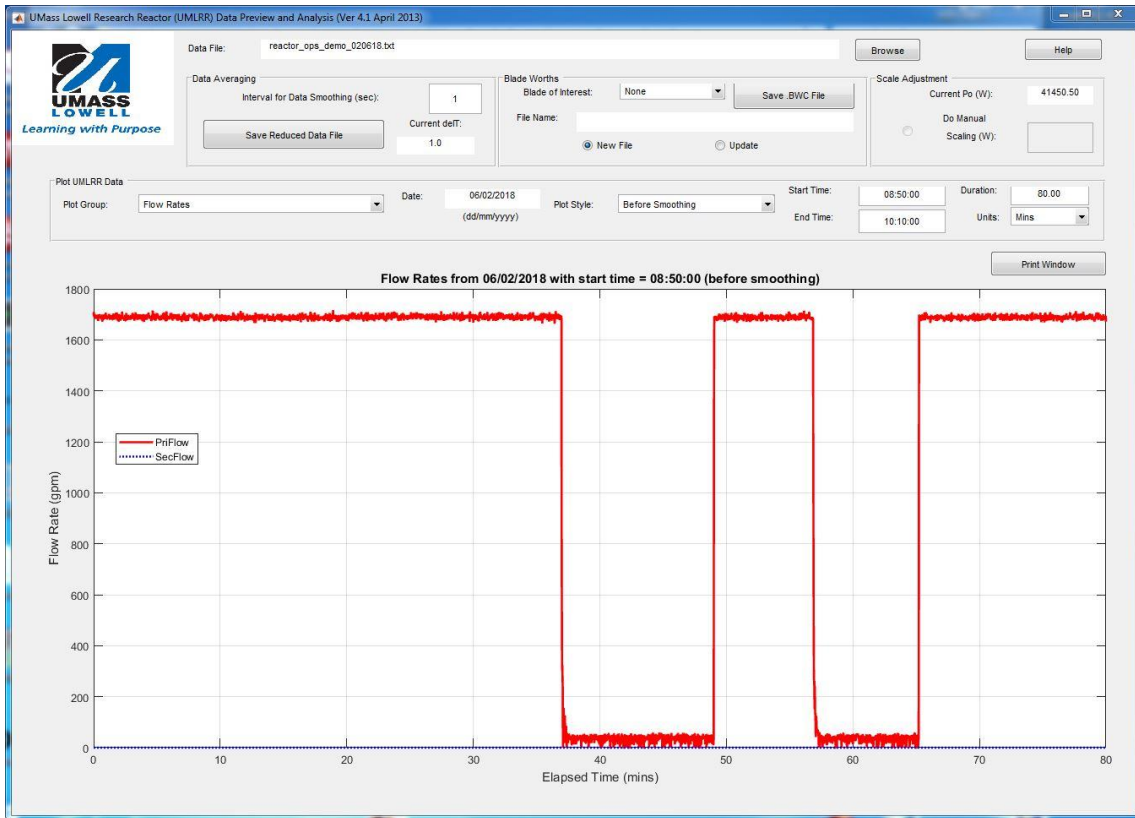 UMass Lowell Research Reactor (UMLRR) Data Preview and Analysis (Ver 4.1 April 2013)
UMASS
LOWELL
Learning with Purpose
Data File:
reactor_ops_demo_020618.txt
Browse
Help
Data Averaging
Interval for Data Smoothing (sec):
1
Save Reduced Data File
Current delT:
1.0
Blade Worths
Blade of Interest:
None
Save .BWC File
File Name:
New File
Update
Scale Adjustment
Current Po (W):
41450.50
Do Manual
Scaling (W):
Plot UMLRR Data
Plot Group:
Flow Rates
Date:
06/02/2018
(dd/mm/yyyy)
Plot Style:
Before Smoothing
Start Time:
08:50:00
End Time:
10:10:00
Duration:
80.00
Units:
Mins
Print Window
Flow Rates from 06/02/2018 with start time = 08:50:00 (before smoothing)
1800
1600
1400
1200
1000
800
600
400
200
0
Flow Rate (gpm)
PriFlow
SecFlow
0 10 20 30 40 50 60 70 80
Elapsed Time (mins)